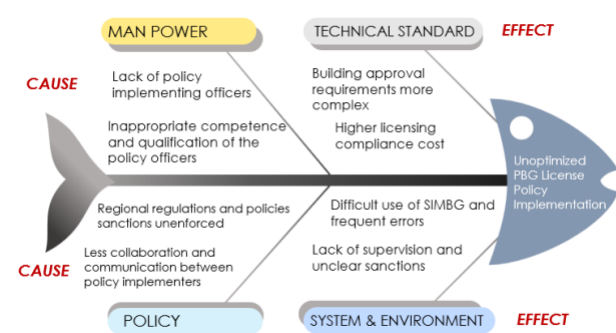 MAN POWER
TECHNICAL STANDARD
EFFECT
CAUSE
Lack of policy
implementing officers
Inappropriate competence
and qualification of the
policy officers
Building approval
requirements more
complex
Higher licensing
compliance cost
Unoptimized
PBG License
Policy
Implementation
Regional regulations and policies
sanctions unenforced
Less collaboration and
communication between
policy implementers
Difficult use of SIMBG and
frequent errors
Lack of supervision and
unclear sanctions
CAUSE
POLICY
SYSTEM & ENVIRONMENT
EFFECT